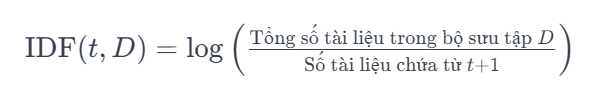 IDF(t, D) = log ( Tổng số tài liệu trong bộ sưu tập D
Số tài liệu chứa từ t+1 )